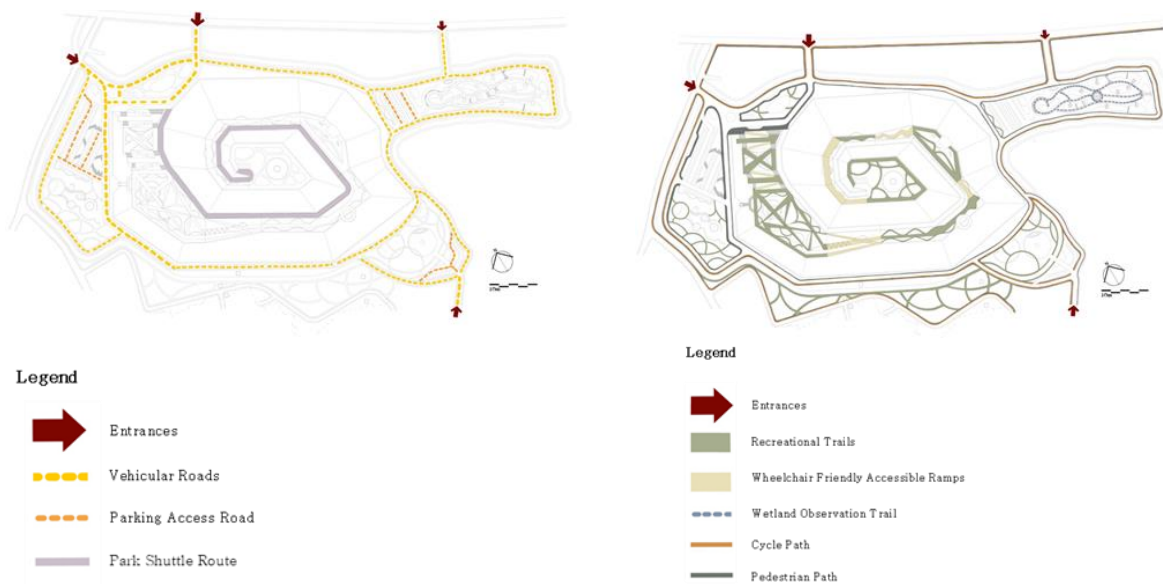 Legend
Entrances
Vehicular Roads
Parking Access Road
Park Shuttle Route
Legend
Entrances
Recreational Trails
Wheelchair Friendly Accessible Ramps
Wetland Observation Trail
Cycle Path
Pedestrian Path